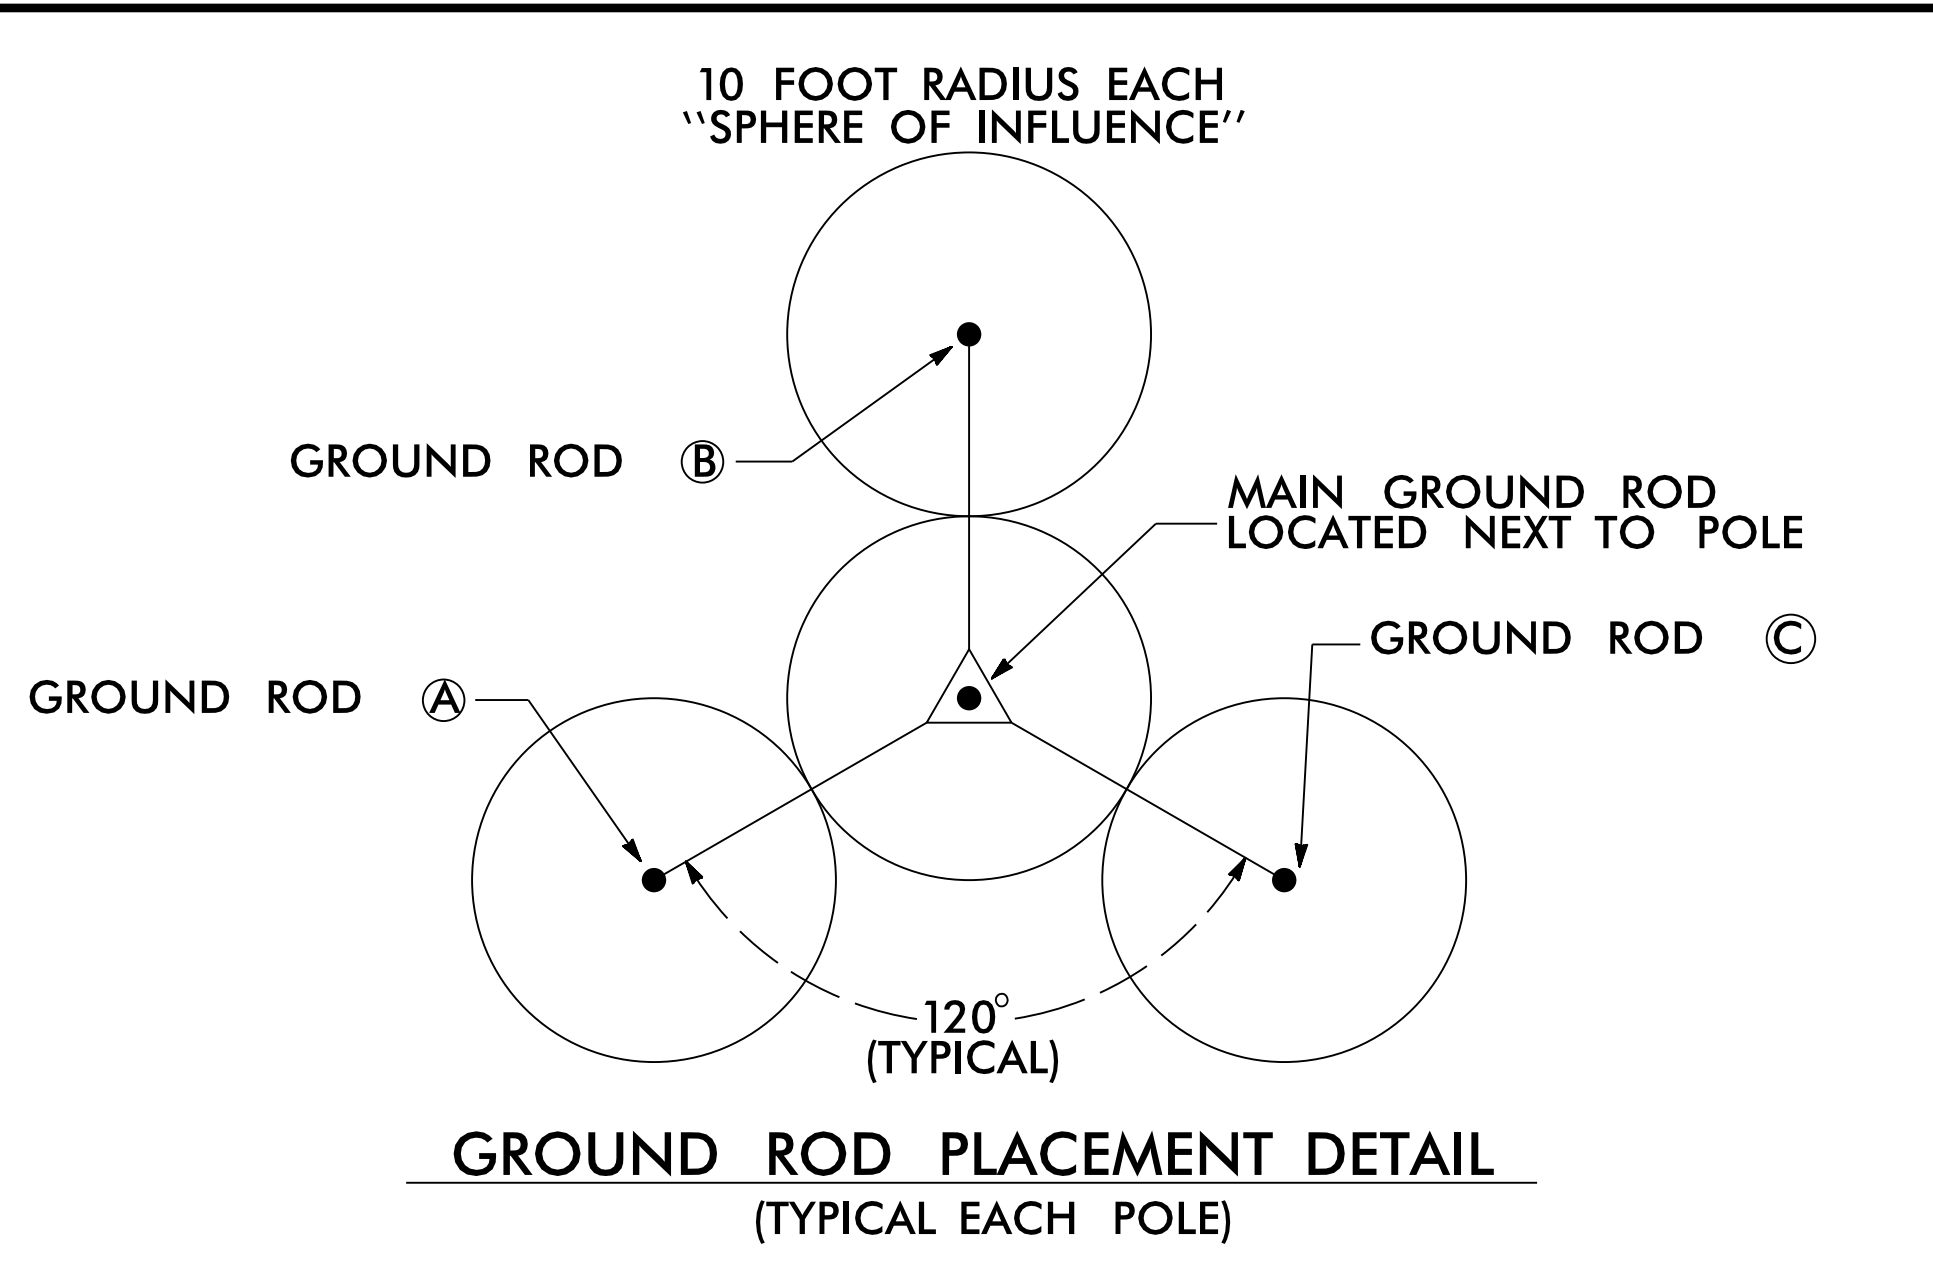 10 FOOT RADIUS EACH
''SPHERE OF INFLUENCE''
GROUND ROD B
MAIN GROUND ROD
LOCATED NEXT TO POLE
GROUND ROD C
GROUND ROD A
120°
(TYPICAL)
GROUND ROD PLACEMENT DETAIL
(TYPICAL EACH POLE)